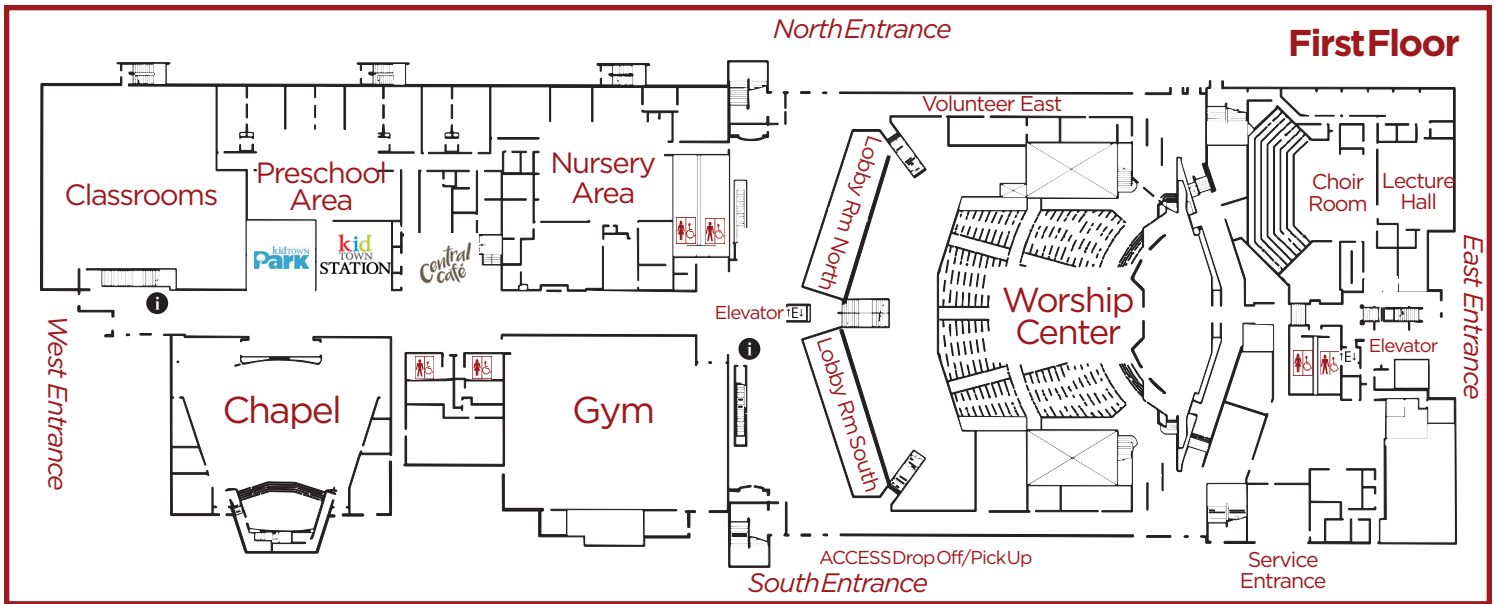 North Entrance
First Floor
Volunteer East
Classrooms
Preschool
Area
Nursery
Area
Lobby Rm North
Choir
Room
Lecture
Hall
kidTOWN
Park
kid
TOWN
STATION
Central
café
i
Elevator
↑E↓
Worship
Center
West Entrance
East Entrance
i
Elevator
↑E↓
Lobby Rm South
Chapel
Gym
ACCESS Drop Off/Pick Up
South Entrance
Service
Entrance